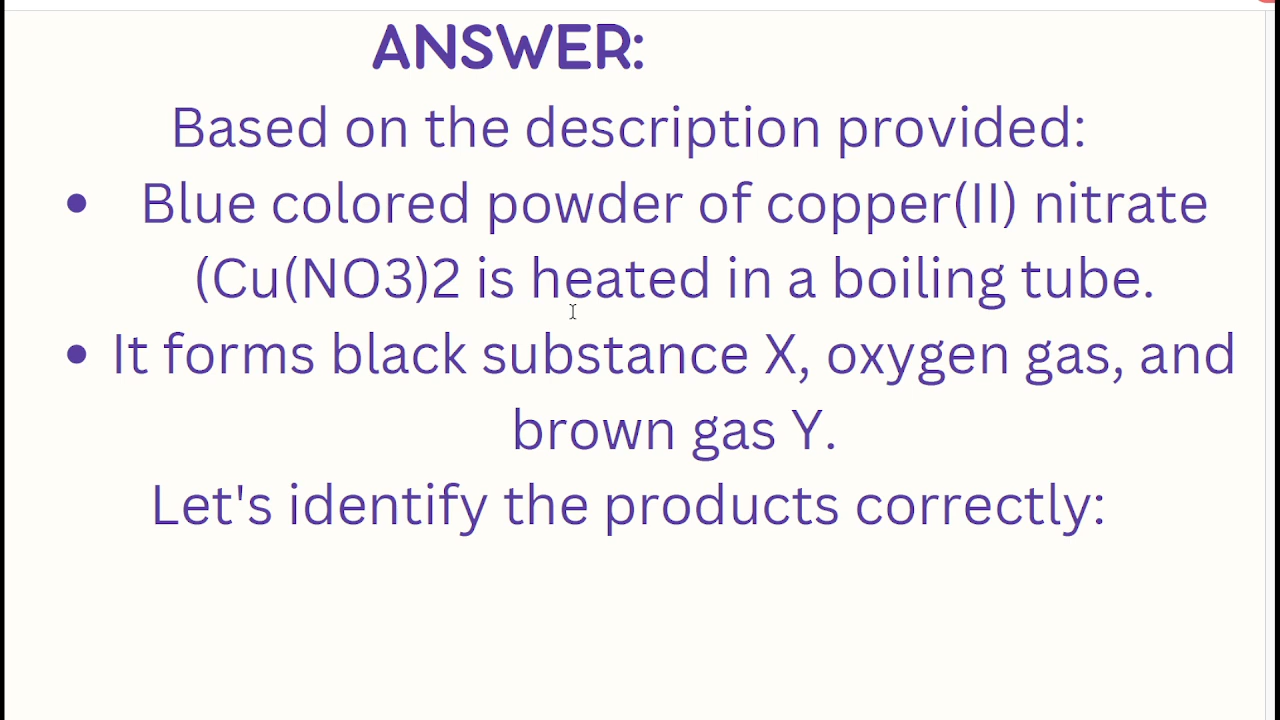 ANSWER:
Based on the description provided:
• Blue colored powder of copper(II) nitrate
(Cu(NO3)2 is heated in a boiling tube.
• It forms black substance X, oxygen gas, and
brown gas Y.
Let's identify the products correctly: